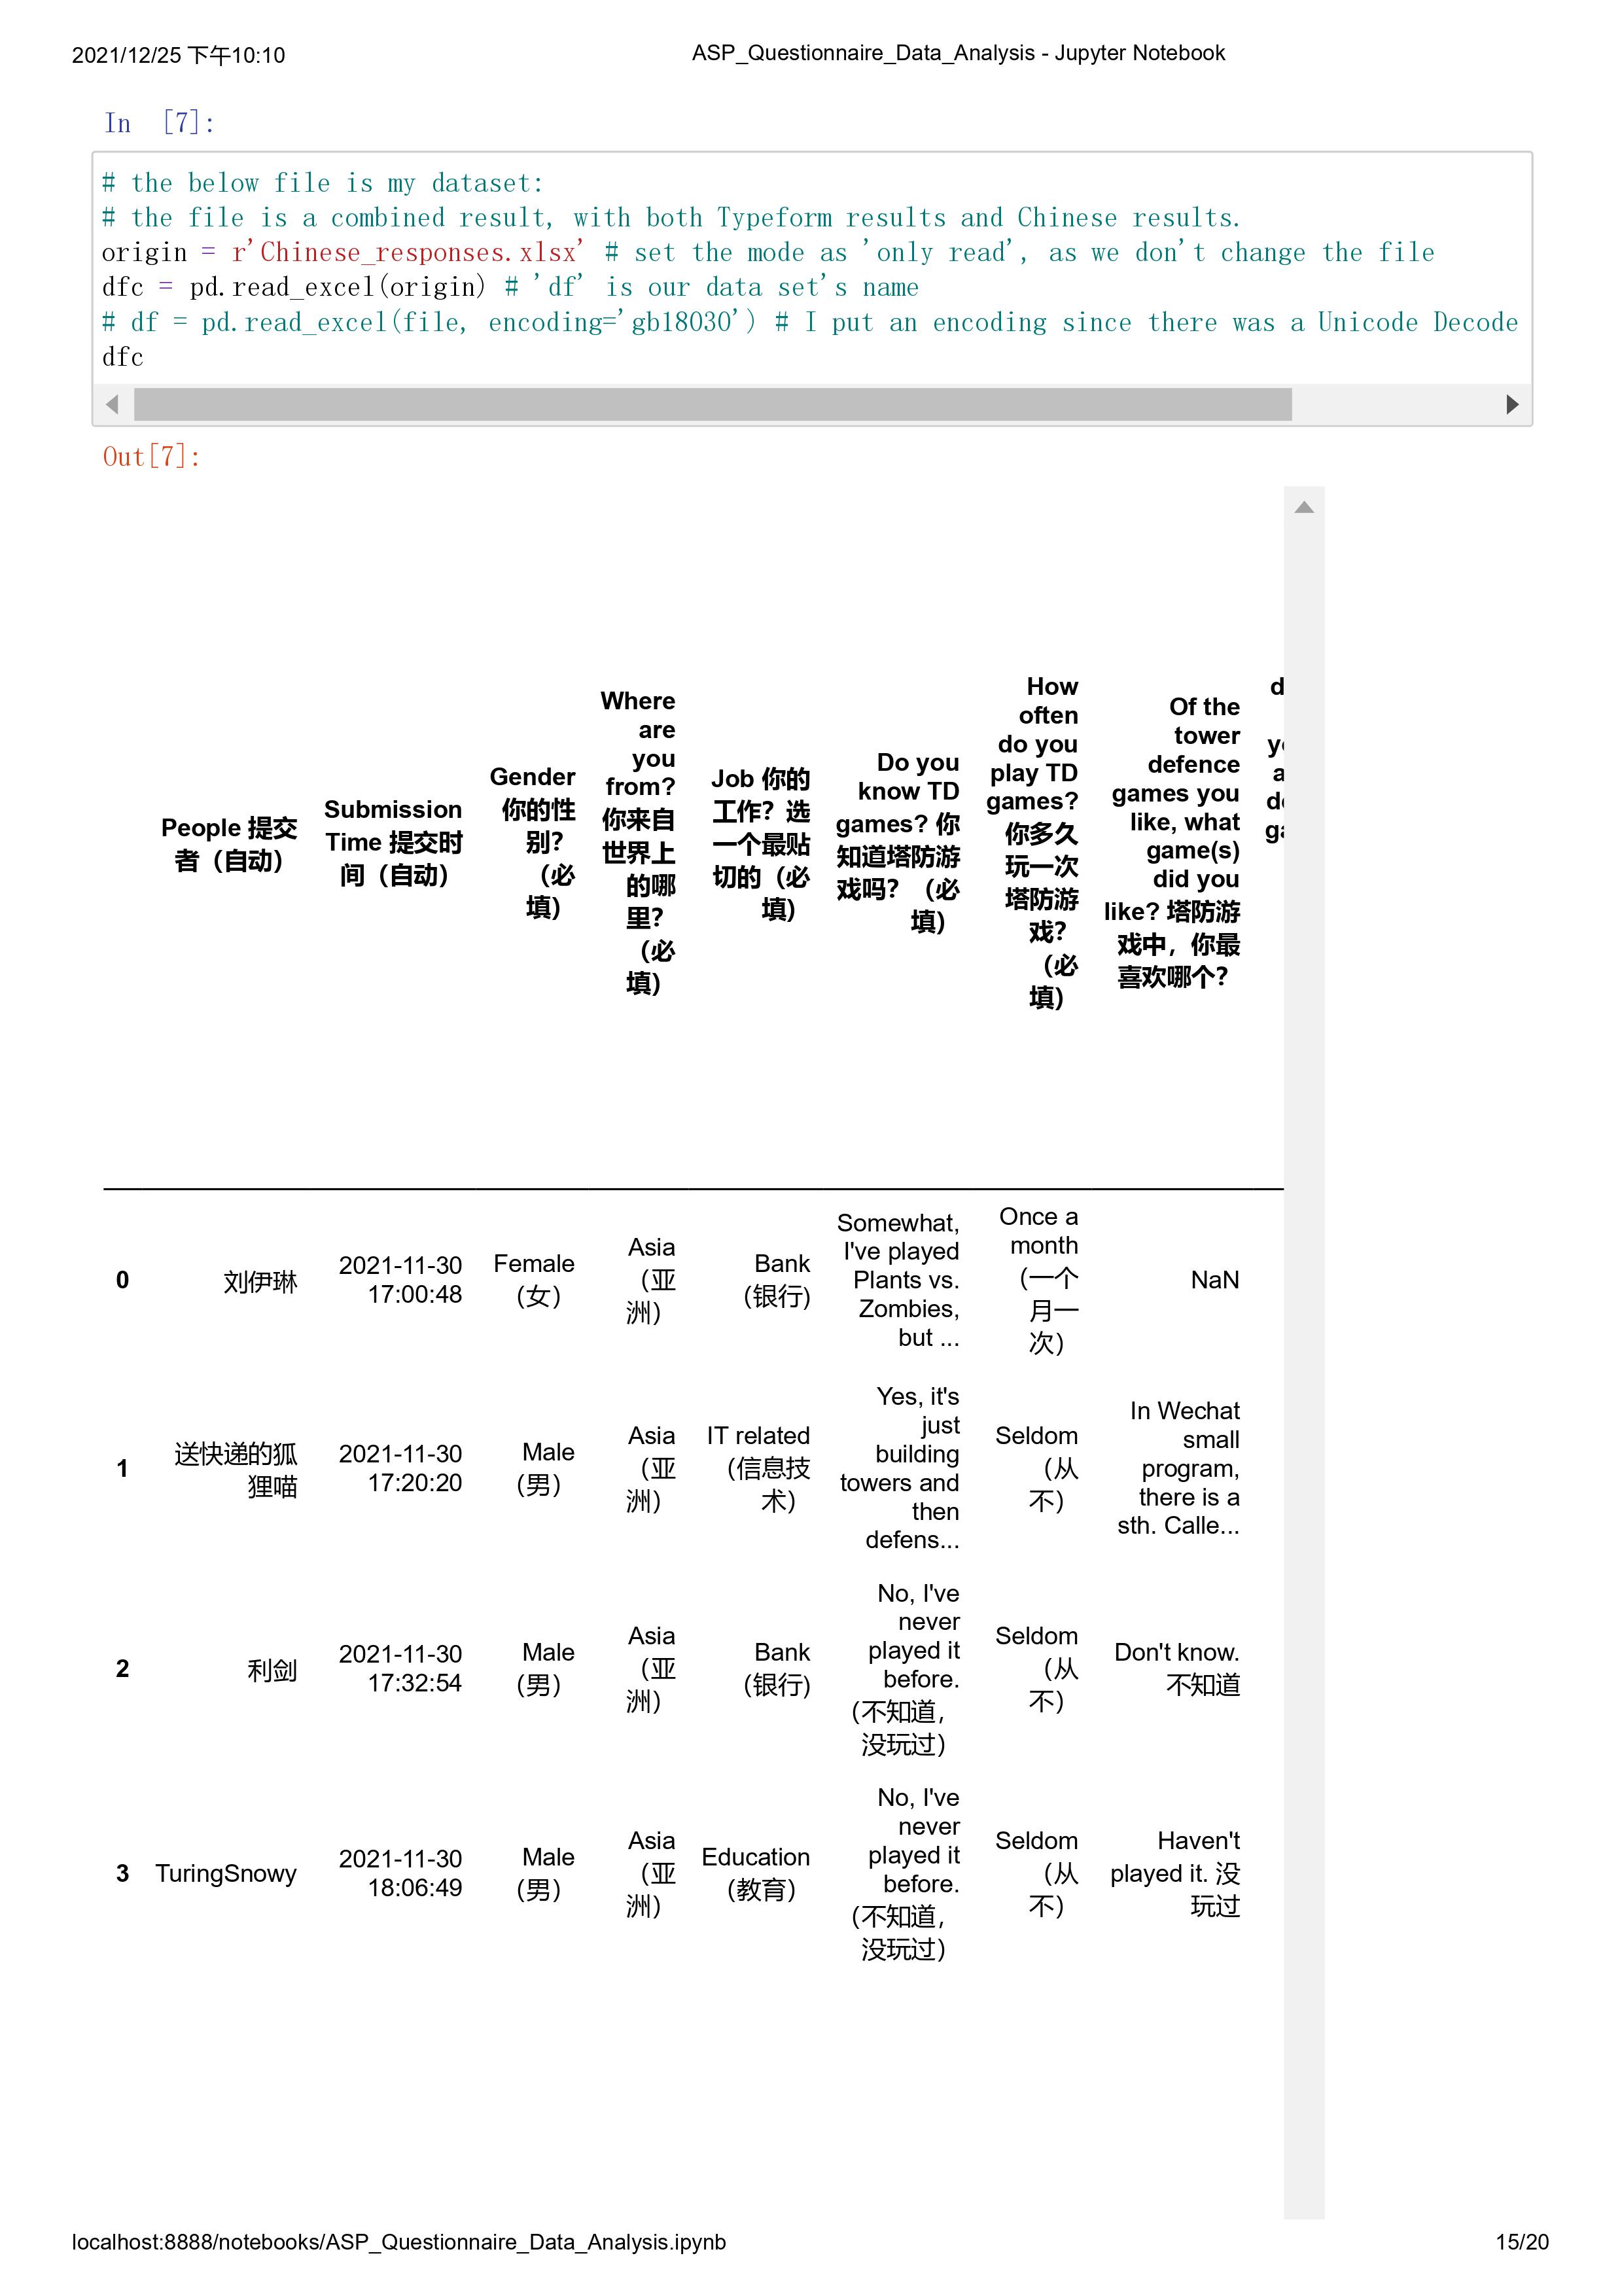 2021/12/25 下午10:10
ASP_Questionnaire_Data_Analysis - Jupyter Notebook
In [7]:
# the below file is my dataset:
# the file is a combined result, with both Typeform results and Chinese results.
origin = r'Chinese_responses.xlsx' # set the mode as 'only read', as we don't change the file
dfc = pd.read_excel(origin) # 'df' is our data set's name
# df = pd.read_excel(file, encoding='gb18030') # I put an encoding since there was a Unicode Decode
dfc
Out[7]:
People 提交
者（自动）
Submission
Time 提交时
间（自动）
Gender
你的性
别？
（必
填）
Where
are
you
from?
你来自
世界上
的哪
里？
（必
填）
Job 你的
工作？选
一个最贴
切的（必
填）
Do you
know TD
games? 你
知道塔防游
戏吗？（必
填）
How
often
do you
play TD
games?
你多久
玩一次
塔防游
戏？
（必
填）
Of the
tower
defence
games you
like, what
game(s)
did you
like? 塔防游
戏中，你最
喜欢哪个？
d
y
a
d
ga
0
刘伊琳
2021-11-30
17:00:48
Female
（女）
Asia
（亚
洲）
Bank
(银行)
Somewhat,
I've played
Plants vs.
Zombies,
but ...
Once a
month
（一个
月一
次）
NaN
1
送快递的狐
狸喵
2021-11-30
17:20:20
Male
（男）
Asia
（亚
洲）
IT related
（信息技
术）
Yes, it's
just
building
towers and
then
defens...
Seldom
（从
不）
In Wechat
small
program,
there is a
sth. Calle...
2
利剑
2021-11-30
17:32:54
Male
（男）
Asia
（亚
洲）
Bank
(银行)
No, I've
never
played it
before.
（不知道，
没玩过）
Seldom
（从
不）
Don't know.
不知道
3
TuringSnowy
2021-11-30
18:06:49
Male
（男）
Asia
（亚
洲）
Education
（教育）
No, I've
never
played it
before.
（不知道，
没玩过）
Seldom
（从
不）
Haven't
played it. 没
玩过
localhost:8888/notebooks/ASP_Questionnaire_Data_Analysis.ipynb
15/20